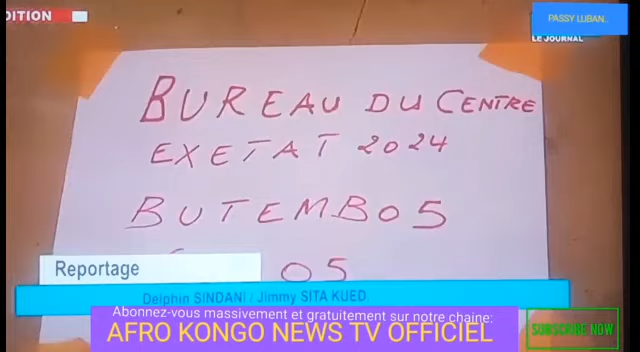 DITION
PASSY LUBAN..
LE JOURNAL
BUREAU DU CENTRE
EXETAT 2024
BUTEMBO5
05
Reportage
Delphin SINDANI / Jimmy SITA KUED.
Abonnez-vous massivement et gratuitement sur notre chaine:
AFRO KONGO NEWS TV OFFICIEL
SUBSCRIBE NOW